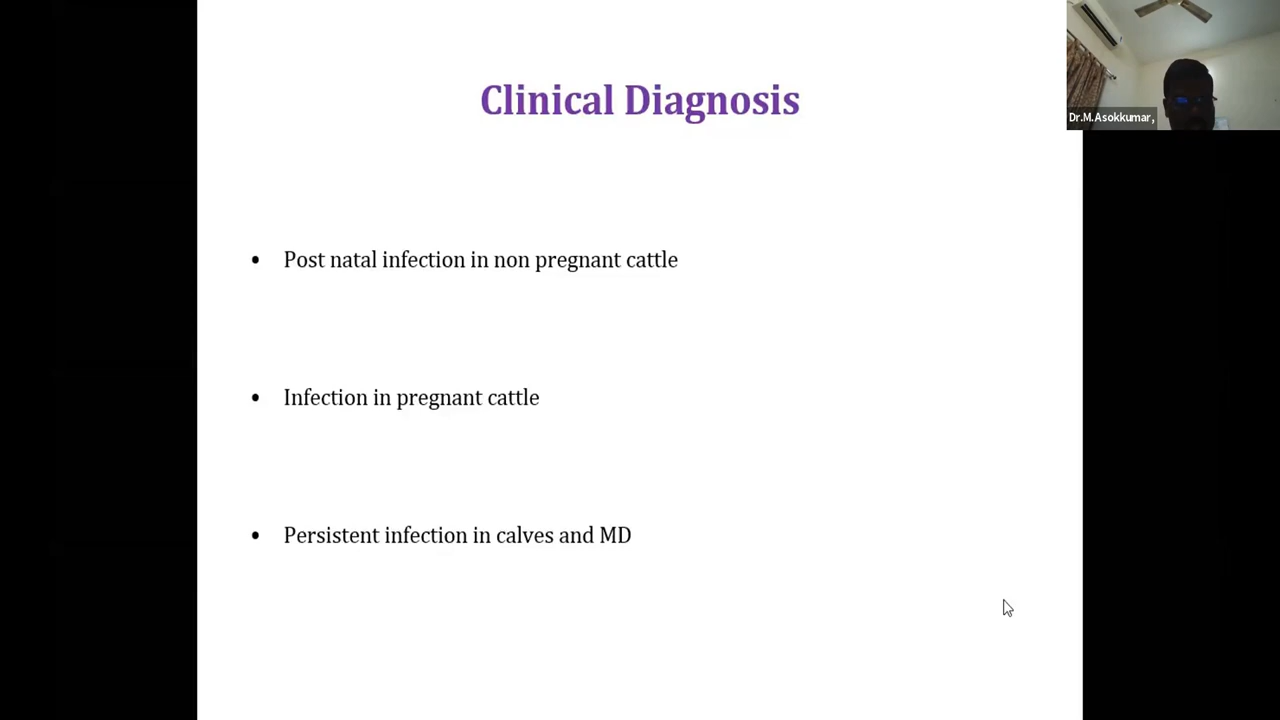 Clinical Diagnosis
Dr.M.Asokkumar,
• Post natal infection in non pregnant cattle
• Infection in pregnant cattle
• Persistent infection in calves and MD